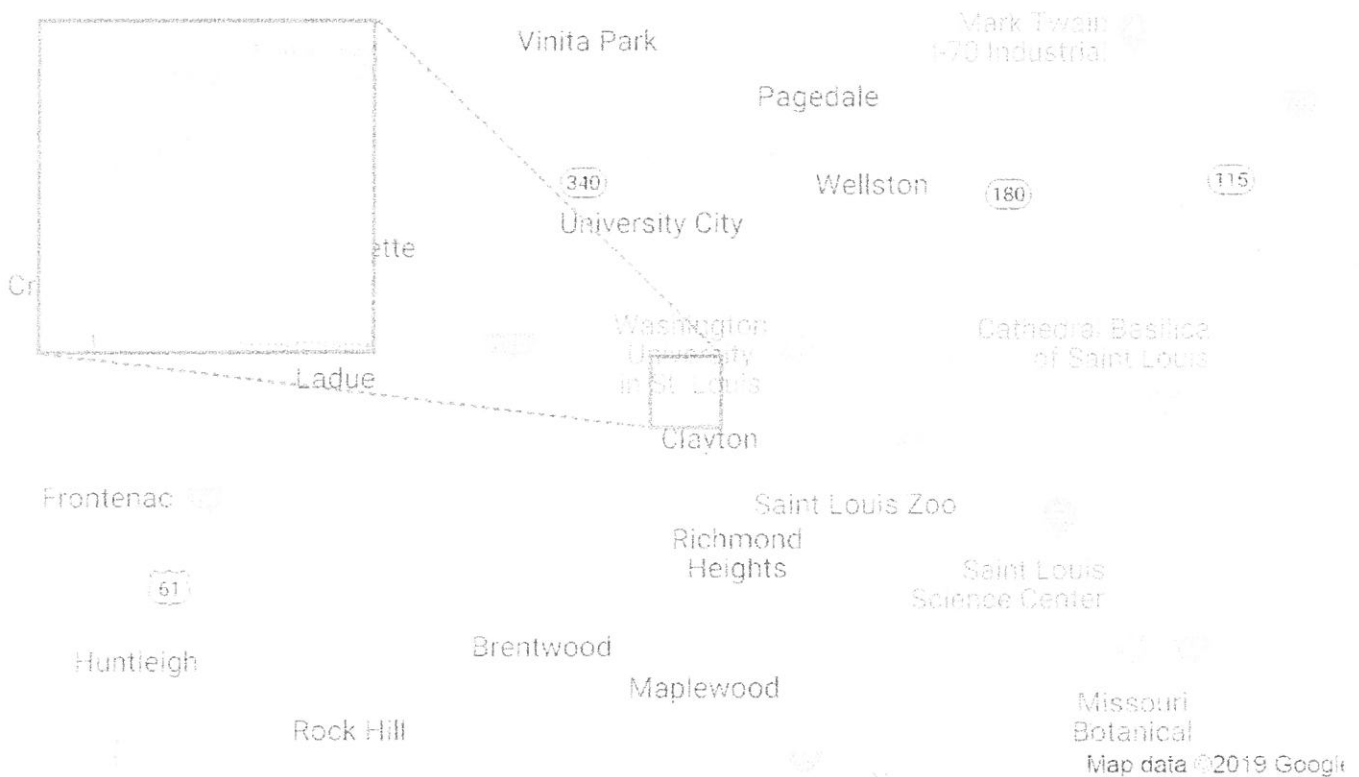 Mark Twain
I-70 Industrial
Vinita Park
Pagedale
340
Wellston
180
115
University City
ette
Cr
Washington
University
in St. Louis
Cathedral Basilica
of Saint Louis
Ladue
Clayton
Frontenac
Saint Louis Zoo
Richmond
Heights
61
Saint Louis
Science Center
Huntleigh
Brentwood
Maplewood
Rock Hill
Missouri
Botanical
Map data ©2019 Google